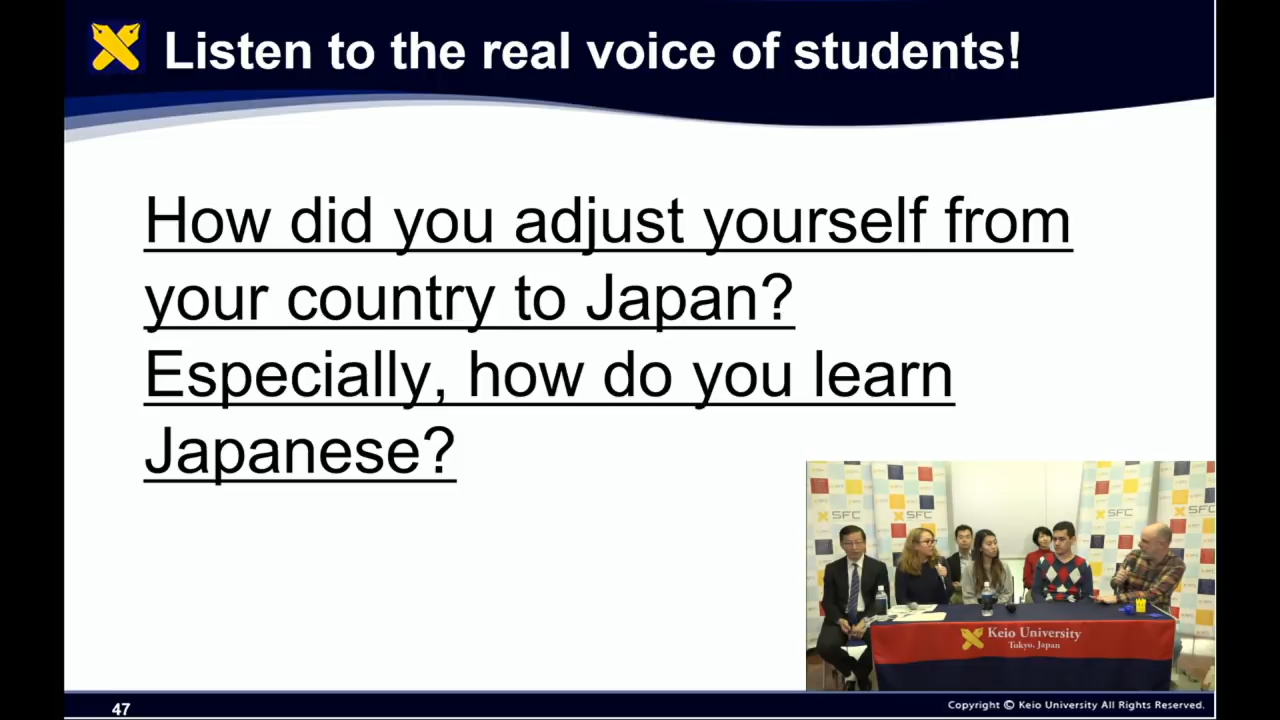 Listen to the real voice of students!
How did you adjust yourself from
your country to Japan?
Especially, how do you learn
Japanese?
SFC
SFC
SFC
SFC
Keio University
Tokyo, Japan
47
Copyright © Keio University All Rights Reserved.